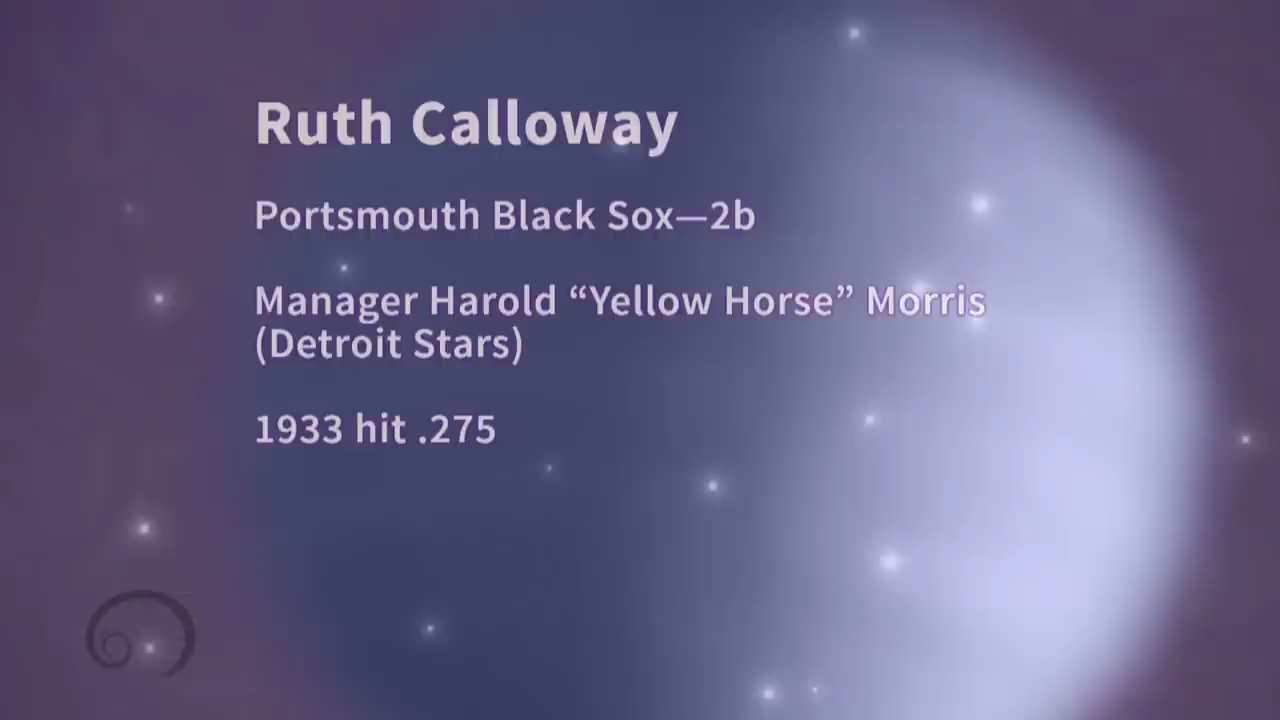 Ruth Calloway
Portsmouth Black Sox—2b
Manager Harold “Yellow Horse” Morris
(Detroit Stars)
1933 hit .275